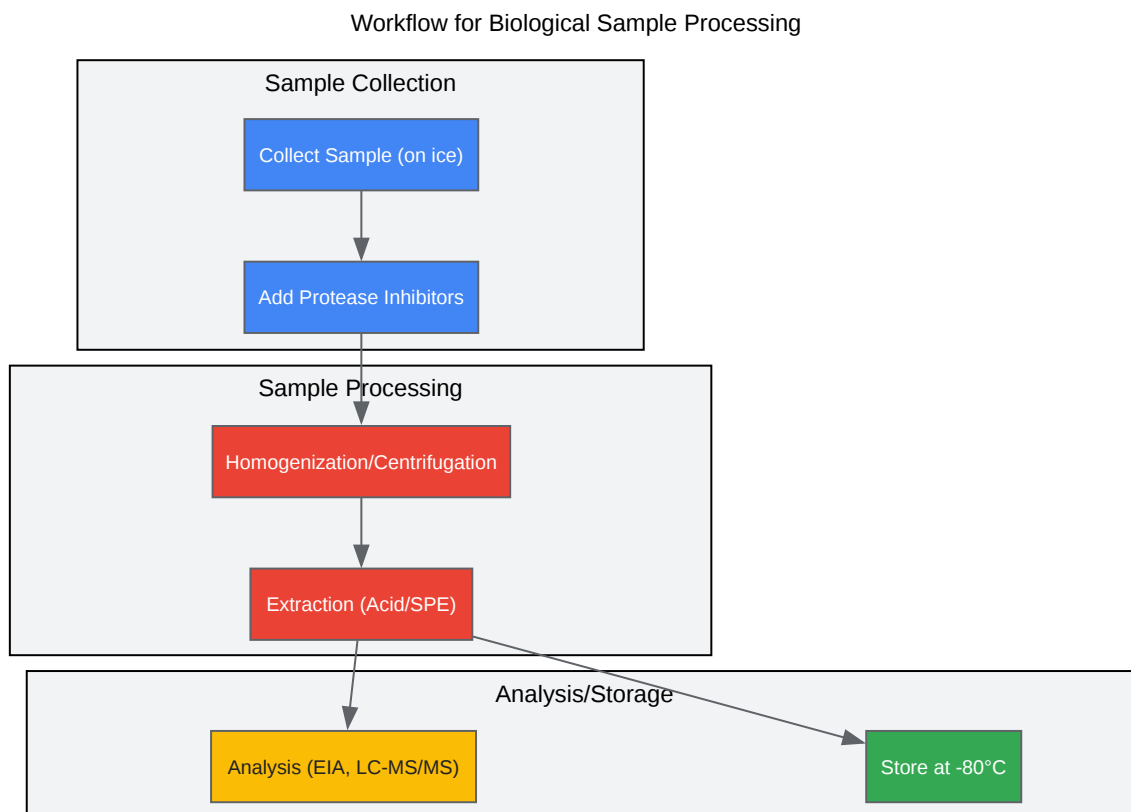 Workflow for Biological Sample Processing
Sample Collection
Collect Sample (on ice)
Add Protease Inhibitors
Sample Processing
Homogenization/Centrifugation
Extraction (Acid/SPE)
Analysis/Storage
Analysis (EIA, LC-MS/MS)
Store at -80°C